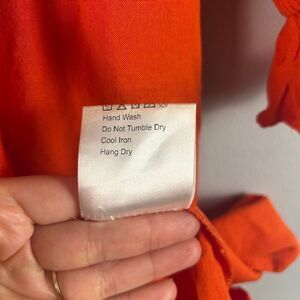 Hand Wash
Do Not Tumble Dry
Cool Iron
Hang Dry